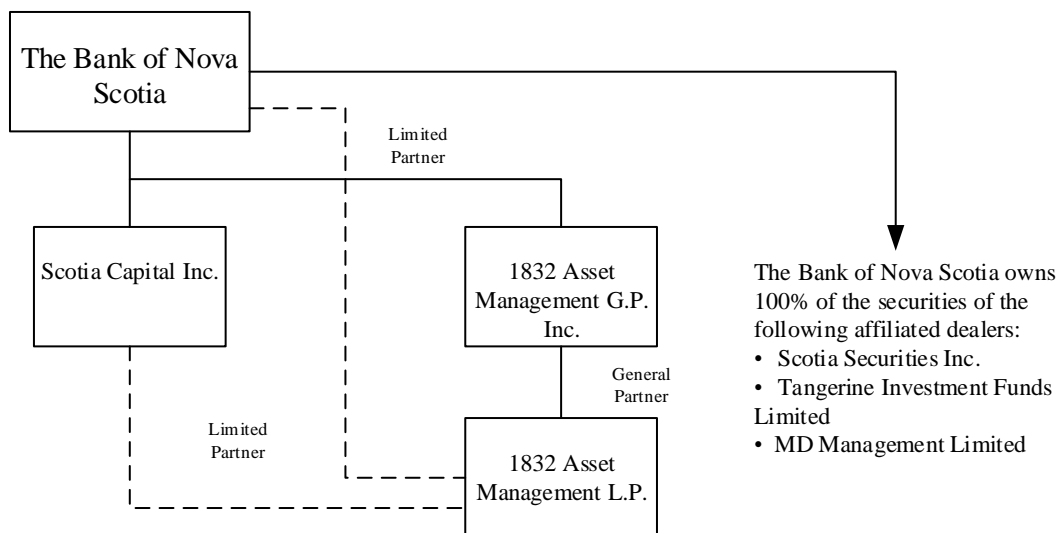 The Bank of Nova
Scotia
Limited
Partner
Scotia Capital Inc.
1832 Asset
Management G.P.
Inc.
The Bank of Nova Scotia owns
100% of the securities of the
following affiliated dealers:
• Scotia Securities Inc.
• Tangerine Investment Funds
Limited
• MD Management Limited
General
Partner
Limited
Partner
1832 Asset
Management L.P.